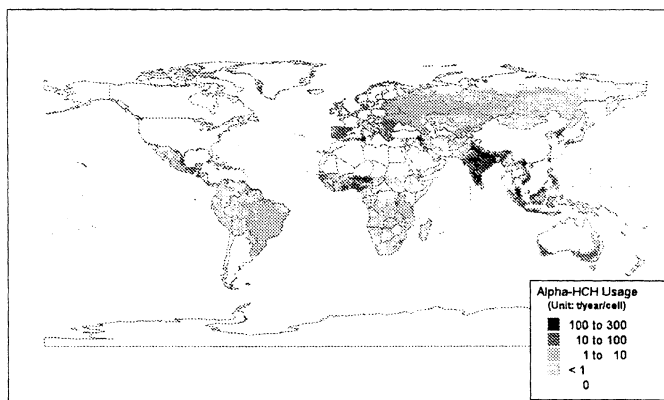 Alpha-HCH Usage
(Unit: t/year/cell)
100 to 300
10 to 100
1 to 10
< 1
0